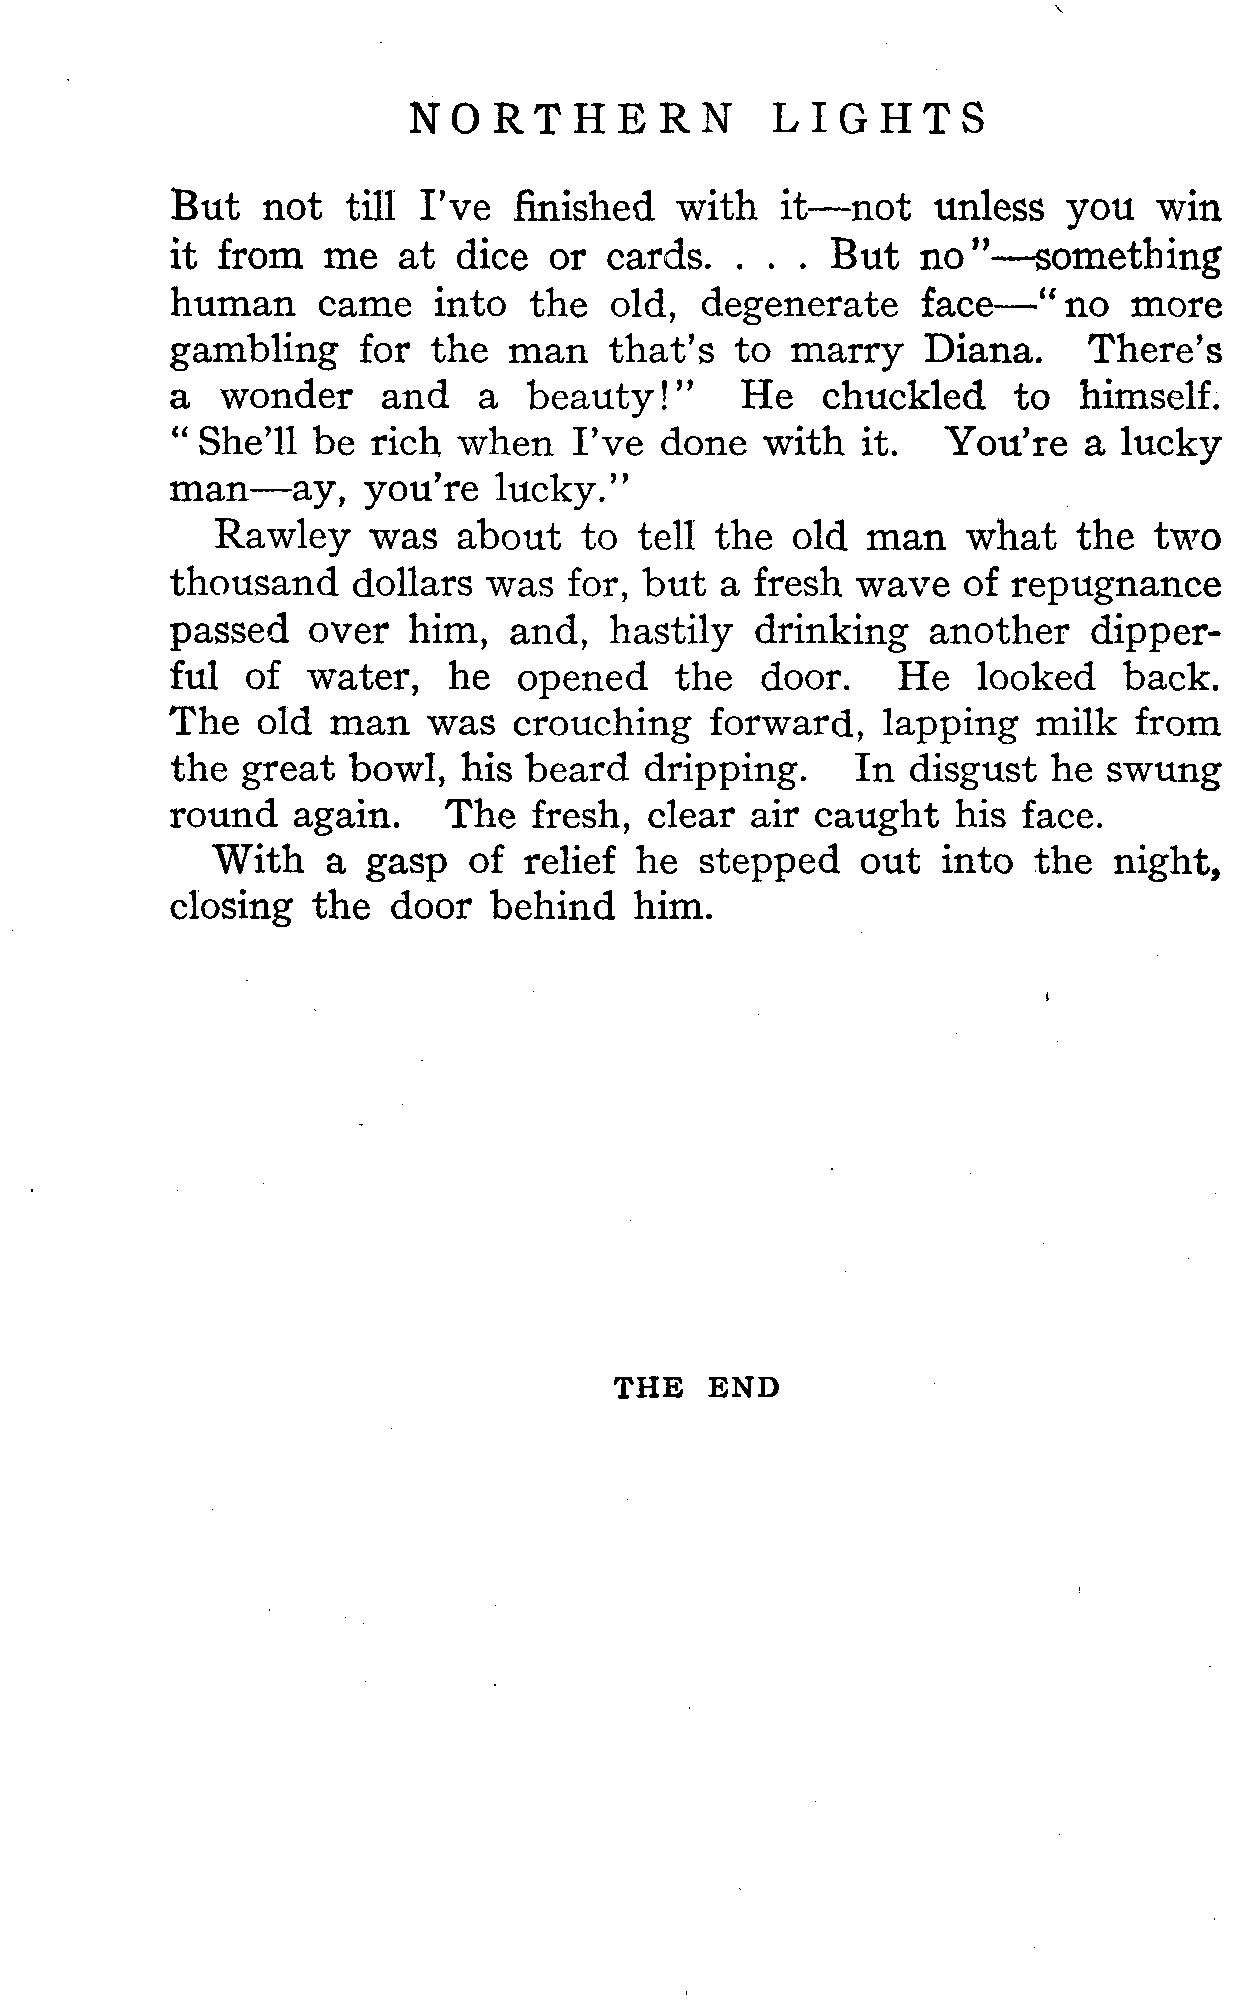 NORTHERN LIGHTS
But not till I've finished with it—not unless you win
it from me at dice or cards. . . . But no"—something
human came into the old, degenerate face—"no more
gambling for the man that's to marry Diana. There's
a wonder and a beauty!" He chuckled to himself.
"She'll be rich when I've done with it. You're a lucky
man—ay, you're lucky."
Rawley was about to tell the old man what the two
thousand dollars was for, but a fresh wave of repugnance
passed over him, and, hastily drinking another dipper-
ful of water, he opened the door. He looked back.
The old man was crouching forward, lapping milk from
the great bowl, his beard dripping. In disgust he swung
round again. The fresh, clear air caught his face.
With a gasp of relief he stepped out into the night,
closing the door behind him.
THE END